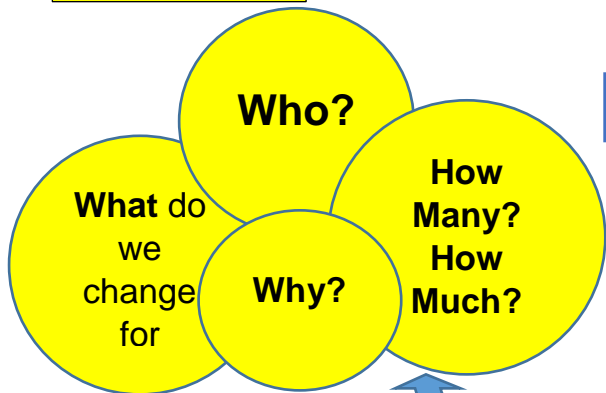 Who?
What do
we
change
for
Why?
How
Many?
How
Much?